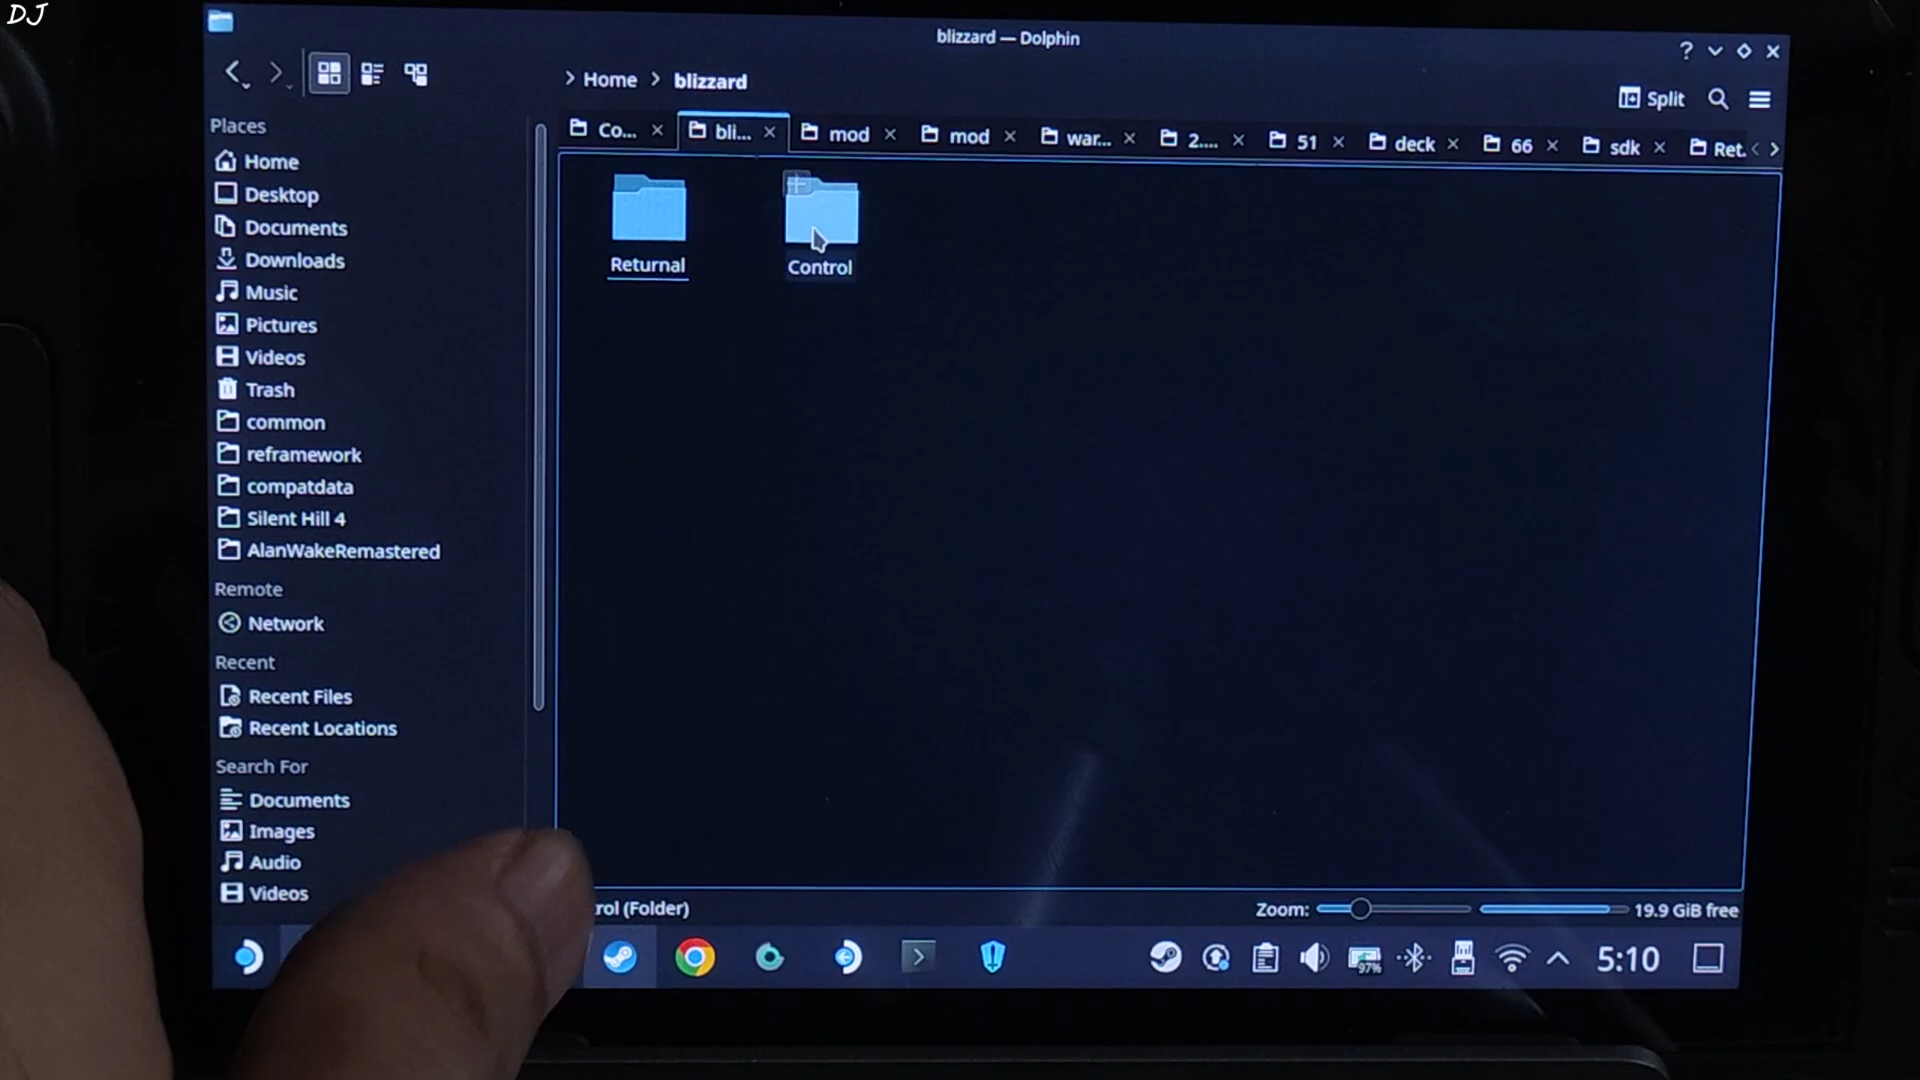 DJ
blizzard — Dolphin
Home > blizzard
Split
Co...
bli...
mod
mod
war...
2....
51
deck
66
sdk
Ret.
Places
Home
Desktop
Documents
Downloads
Music
Pictures
Videos
Trash
common
reframework
compatdata
Silent Hill 4
AlanWakeRemastered
Remote
Network
Recent
Recent Files
Recent Locations
Search For
Documents
Images
Audio
Videos
Returnal
Control
rol (Folder)
Zoom:
19.9 GiB free
97%
5:10